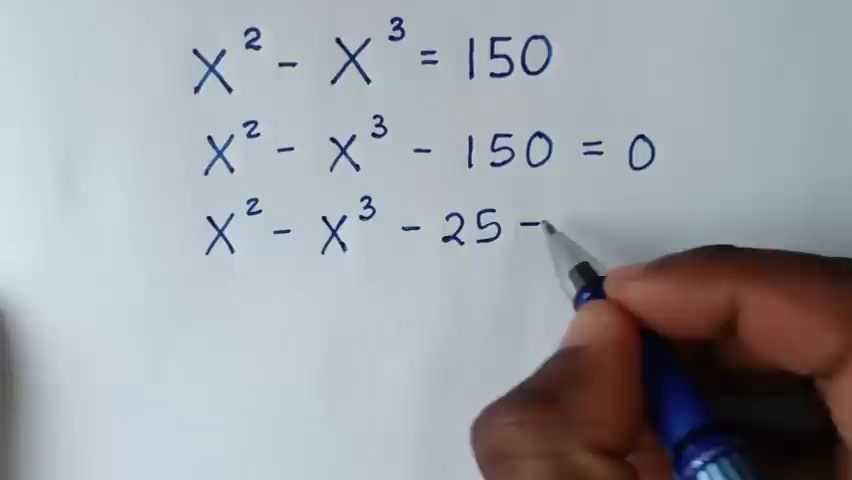 x² - x³ = 150
x² - x³ - 150 = 0
x² - x³ - 25 -